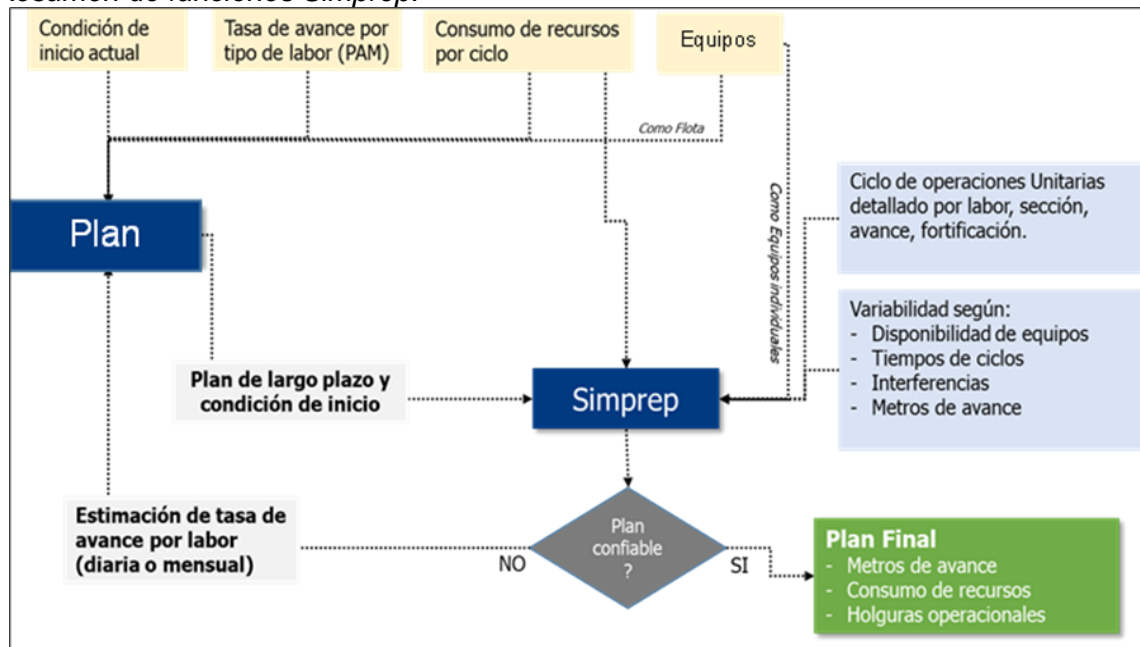 Resumen de funciones Simprep.
Condición de
inicio actual
Tasa de avance por
tipo de labor (PAM)
Consumo de recursos
por ciclo
Equipos
Como Flota
Como Equipos individuales
Ciclo de operaciones Unitarias
detallado por labor, sección,
avance, fortificación.
Plan
Variabilidad según:
- Disponibilidad de equipos
- Tiempos de ciclos
- Interferencias
- Metros de avance
Plan de largo plazo y
condición de inicio
Simprep
Estimación de tasa de
avance por labor
(diaria o mensual)
NO
Plan
confiable
?
SI
Plan Final
- Metros de avance
- Consumo de recursos
- Holguras operacionales